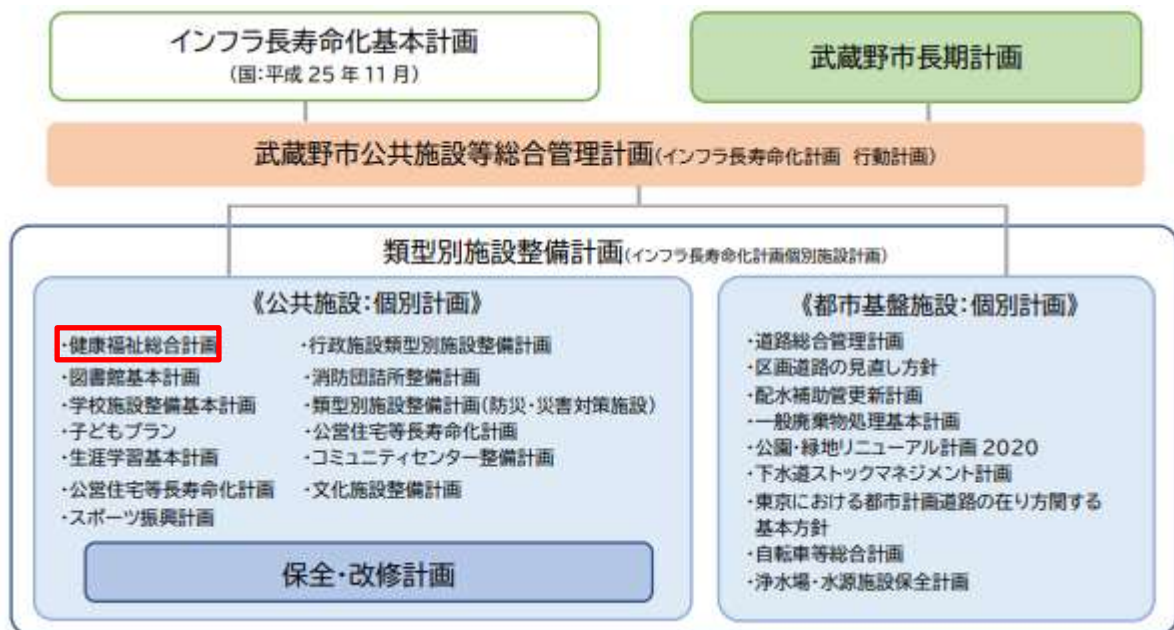 インフラ長寿命化基本計画
(国:平成 25 年 11 月)
武蔵野市長期計画
武蔵野市公共施設等総合管理計画(インフラ長寿命化計画 行動計画)
類型別施設整備計画(インフラ長寿命化計画個別施設計画)
《公共施設:個別計画》
・健康福祉総合計画
・図書館基本計画
・学校施設整備基本計画
・子どもプラン
・生涯学習基本計画
・公営住宅等長寿命化計画
・スポーツ振興計画
・行政施設類型別施設整備計画
・消防団詰所整備計画
・類型別施設整備計画(防災・災害対策施設)
・公営住宅等長寿命化計画
・コミュニティセンター整備計画
・文化施設整備計画
保全・改修計画
《都市基盤施設:個別計画》
・道路総合管理計画
・区画道路の見直し方針
・配水補助管更新計画
・一般廃棄物処理基本計画
・公園・緑地リニューアル計画 2020
・下水道ストックマネジメント計画
・東京における都市計画道路の在り方関する
基本方針
・自転車等総合計画
・浄水場・水源施設保全計画